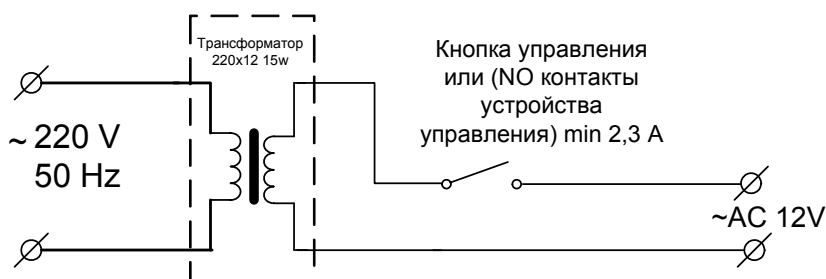 Трансформатор
220x12 15w
Кнопка управления
или (NO контакты
устройства
управления) min 2,3 A
~ 220 V
50 Hz
~AC 12V